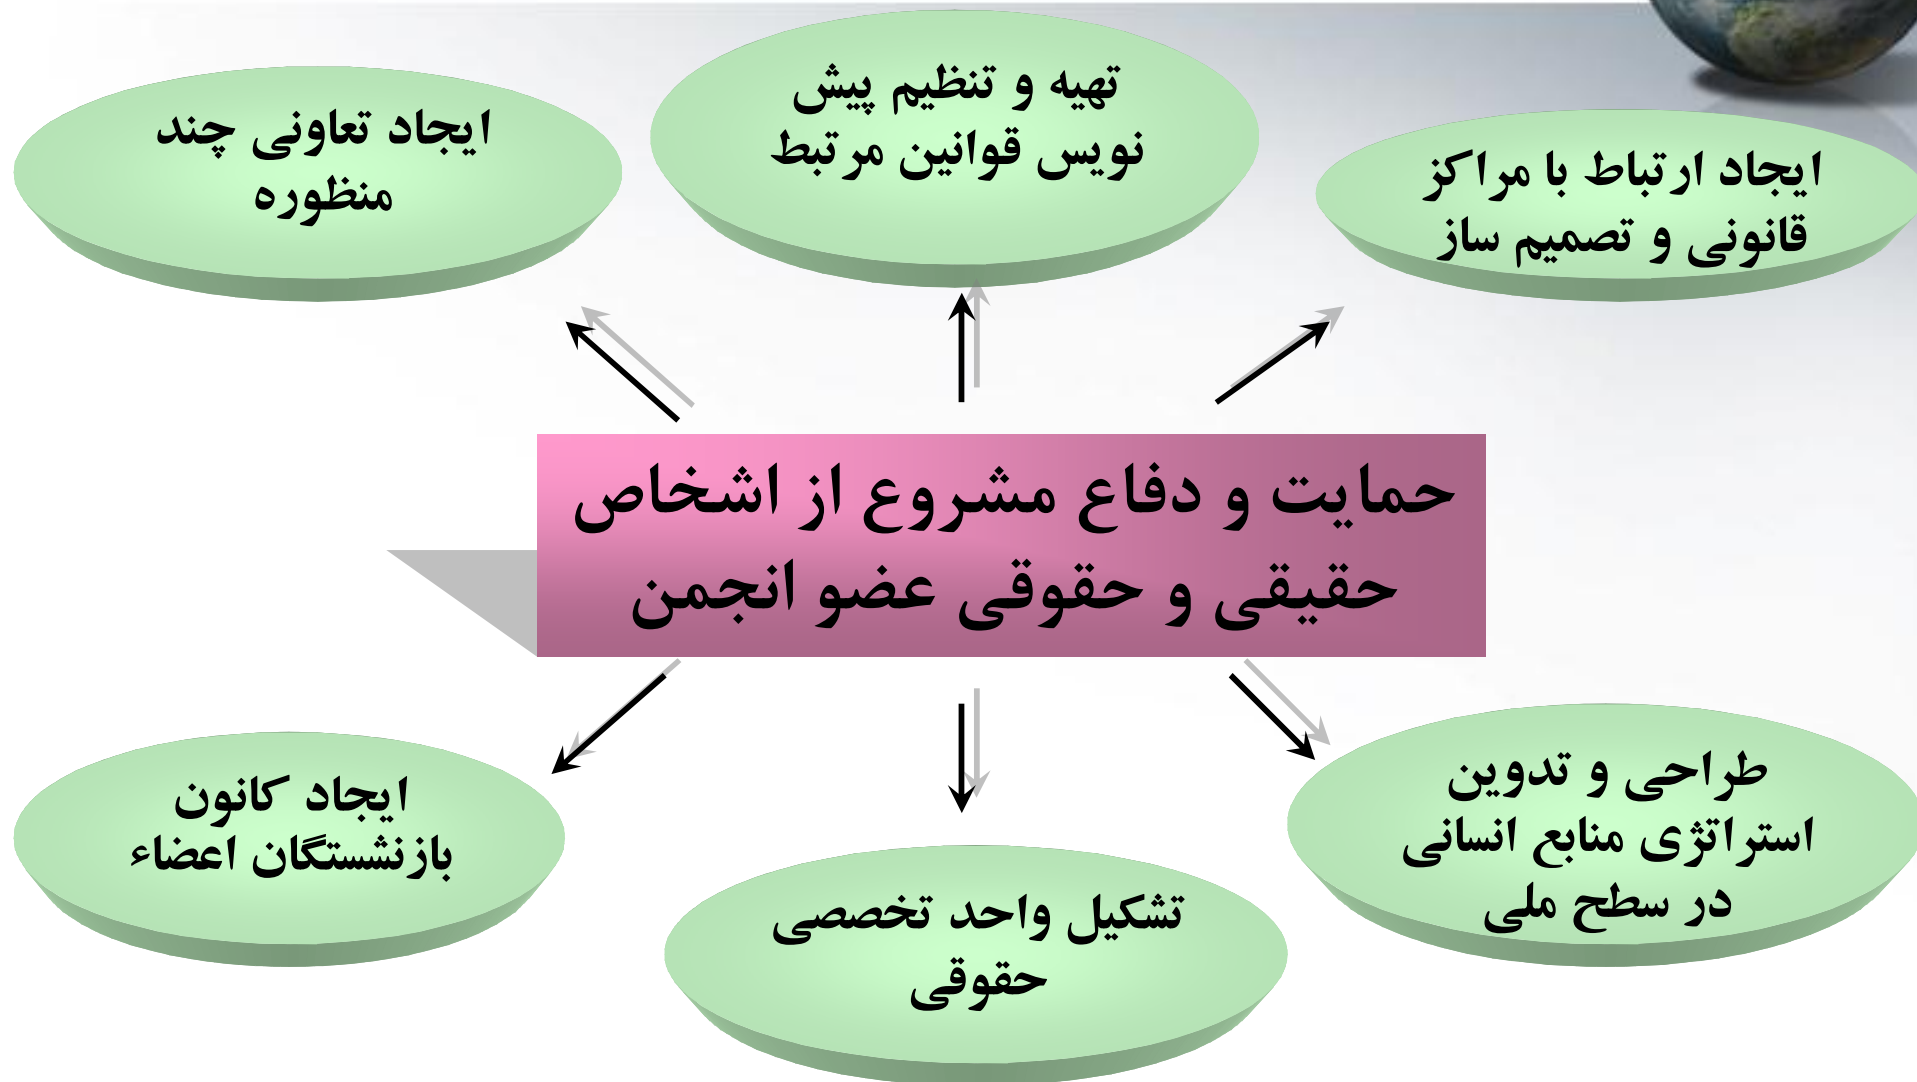 ایجاد ارتباط با مراکز
قانونی و تصمیم ساز
تهیه و تنظیم پیش
نویس قوانین مرتبط
ایجاد تعاونی چند
منظوره
حمایت و دفاع مشروع از اشخاص
حقیقی و حقوقی عضو انجمن
طراحی و تدوین
استراتژی منابع انسانی
در سطح ملی
تشکیل واحد تخصصی
حقوقی
ایجاد کانون
بازنشستگان اعضاء